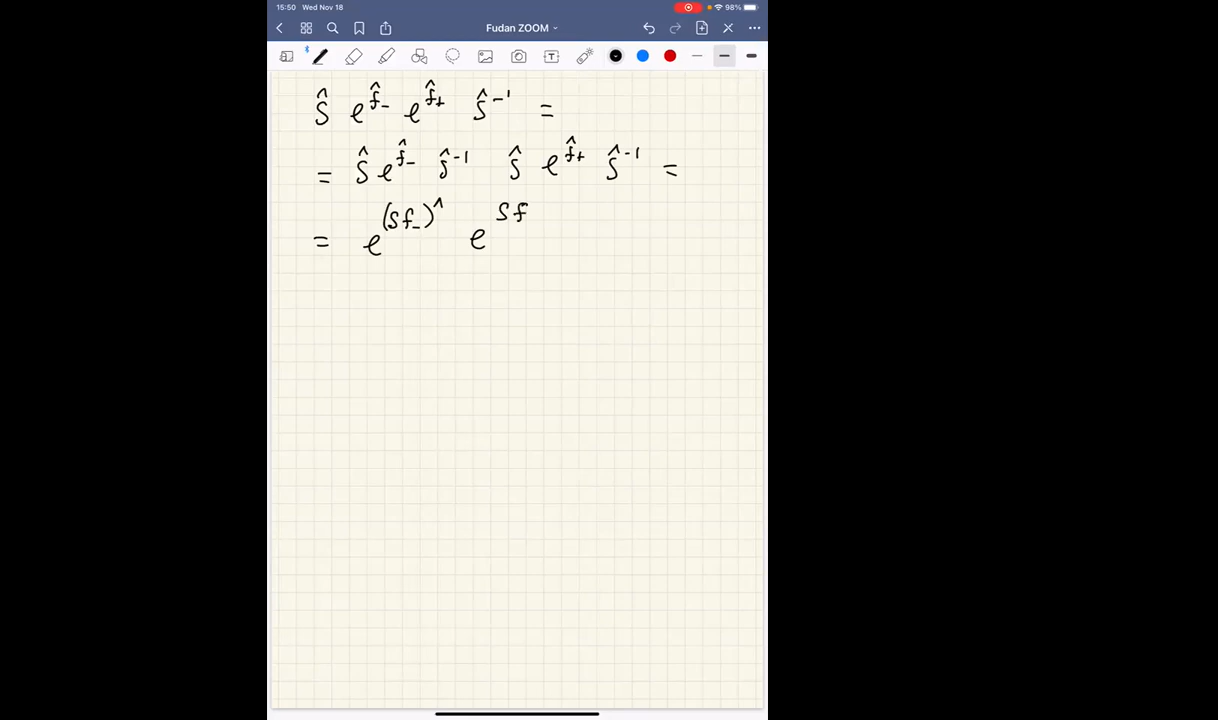 15:50 Wed Nov 18 98%
Fudan ZOOM
Ŝ e^{f̂₋} e^{f̂₊} Ŝ⁻¹ =
= Ŝ e^{f̂₋} Ŝ⁻¹ Ŝ e^{f̂₊} Ŝ⁻¹ =
= e^{(Sf₋)^} e^{Sf}